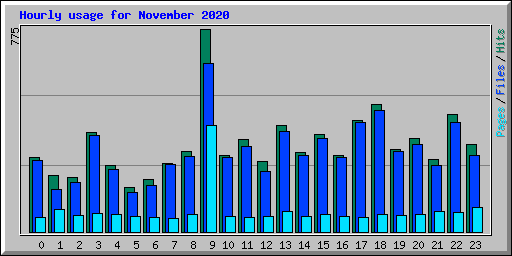 Hourly usage for November 2020
775
Pages / Files / Hits
0 1 2 3 4 5 6 7 8 9 10 11 12 13 14 15 16 17 18 19 20 21 22 23